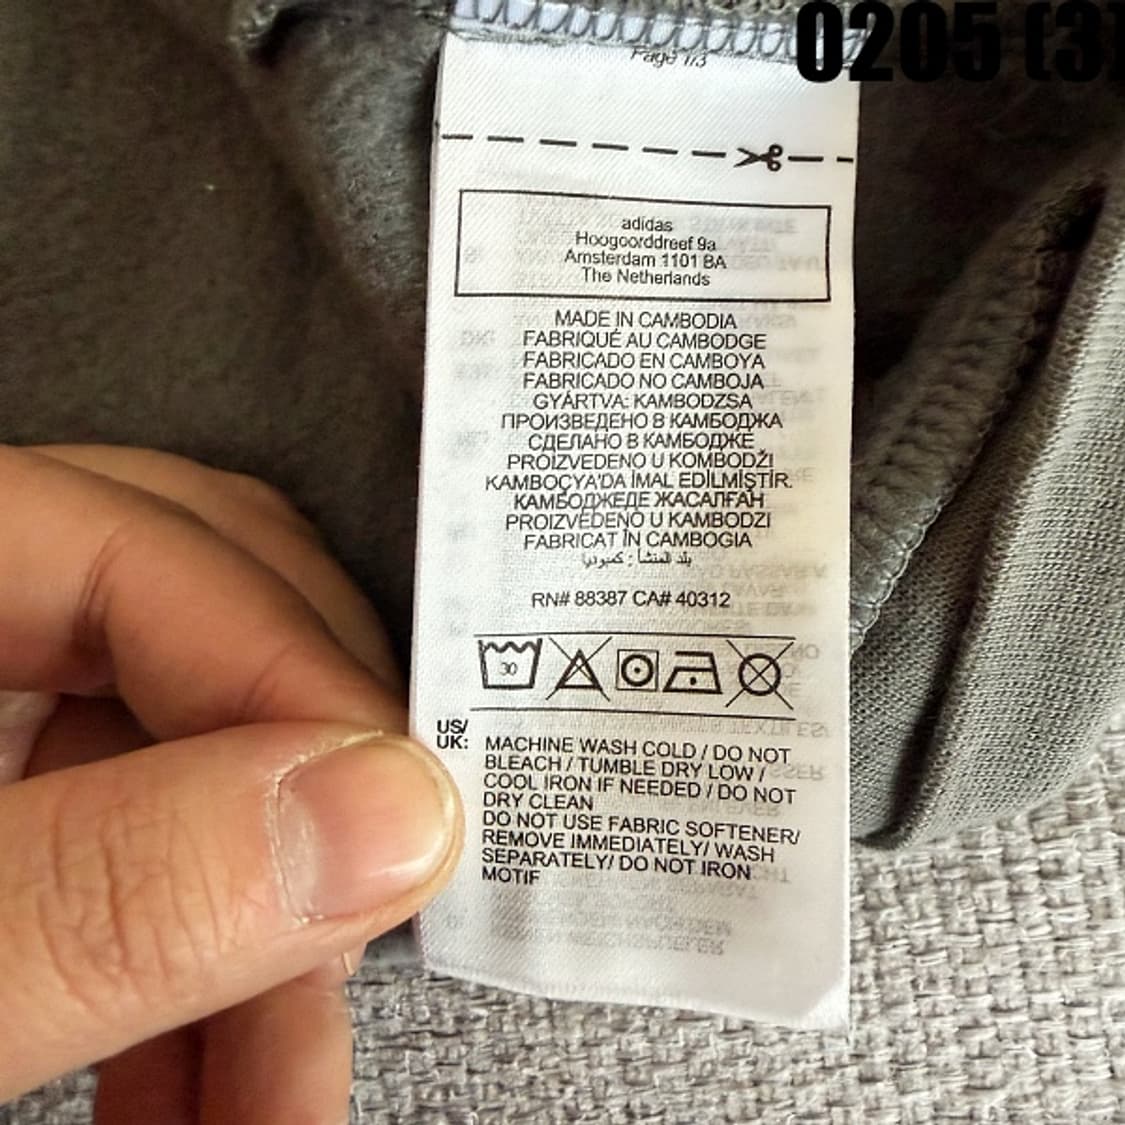 0205 (3)
Page 1/3
adidas
Hoogoorddreef 9a
Amsterdam 1101 BA
The Netherlands
MADE IN CAMBODIA
FABRIQUÉ AU CAMBODGE
FABRICADO EN CAMBOYA
FABRICADO NO CAMBOJA
GYÁRTVA: KAMBODZSA
ПРОИЗВЕДЕНО В КАМБОДЖА
СДЕЛАНО В КАМБОДЖЕ
PROIZVEDENO U KOMBODŽI
KAMBOÇYA'DA İMAL EDİLMİŞTİR.
КАМБОДЖЕДЕ ЖАСАЛҒАН
PROIZVEDENO U KAMBODZI
FABRICAT ÎN CAMBOGIA
بلد المنشأ : كمبوديا
RN# 88387 CA# 40312
30
US/
UK: MACHINE WASH COLD / DO NOT
BLEACH / TUMBLE DRY LOW /
COOL IRON IF NEEDED / DO NOT
DRY CLEAN
DO NOT USE FABRIC SOFTENER/
REMOVE IMMEDIATELY/ WASH
SEPARATELY/ DO NOT IRON
MOTIF